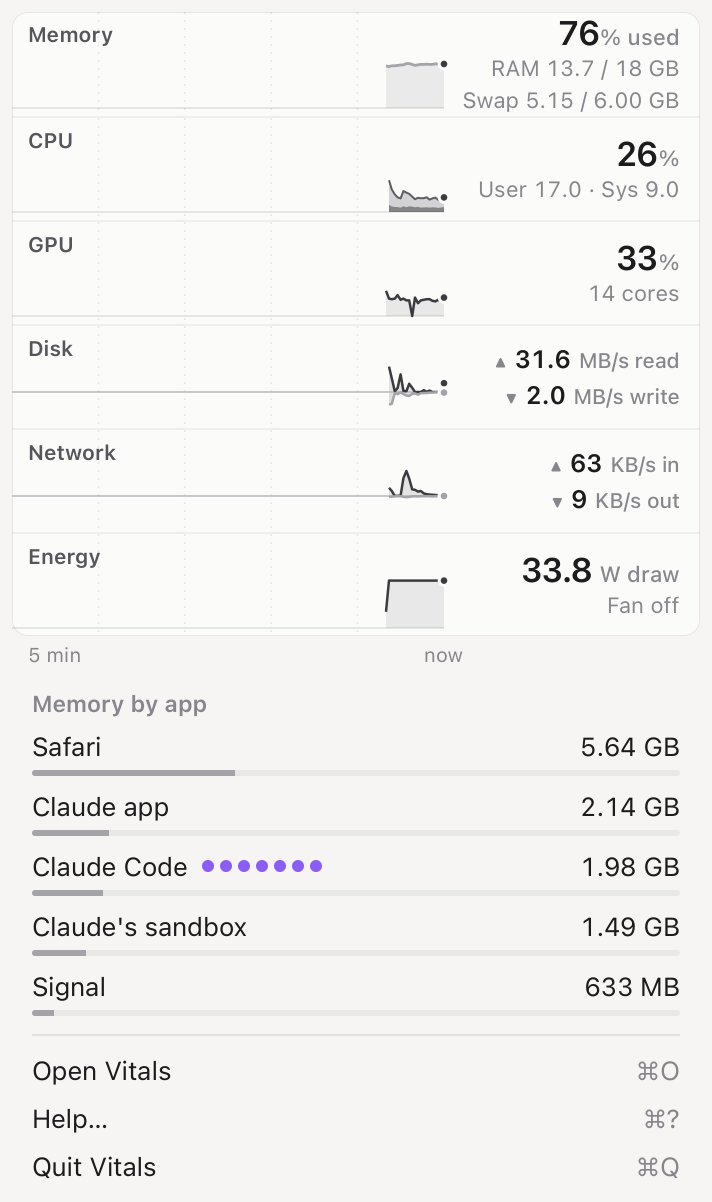 Memory
76% used
RAM 13.7 / 18 GB
Swap 5.15 / 6.00 GB
CPU
26%
User 17.0 · Sys 9.0
GPU
33%
14 cores
Disk
▲ 31.6 MB/s read
▼ 2.0 MB/s write
Network
▲ 63 KB/s in
▼ 9 KB/s out
Energy
33.8 W draw
Fan off
5 min now
Memory by app
Safari 5.64 GB
Claude app 2.14 GB
Claude Code 1.98 GB
Claude's sandbox 1.49 GB
Signal 633 MB
Open Vitals ⌘O
Help... ⌘?
Quit Vitals ⌘Q